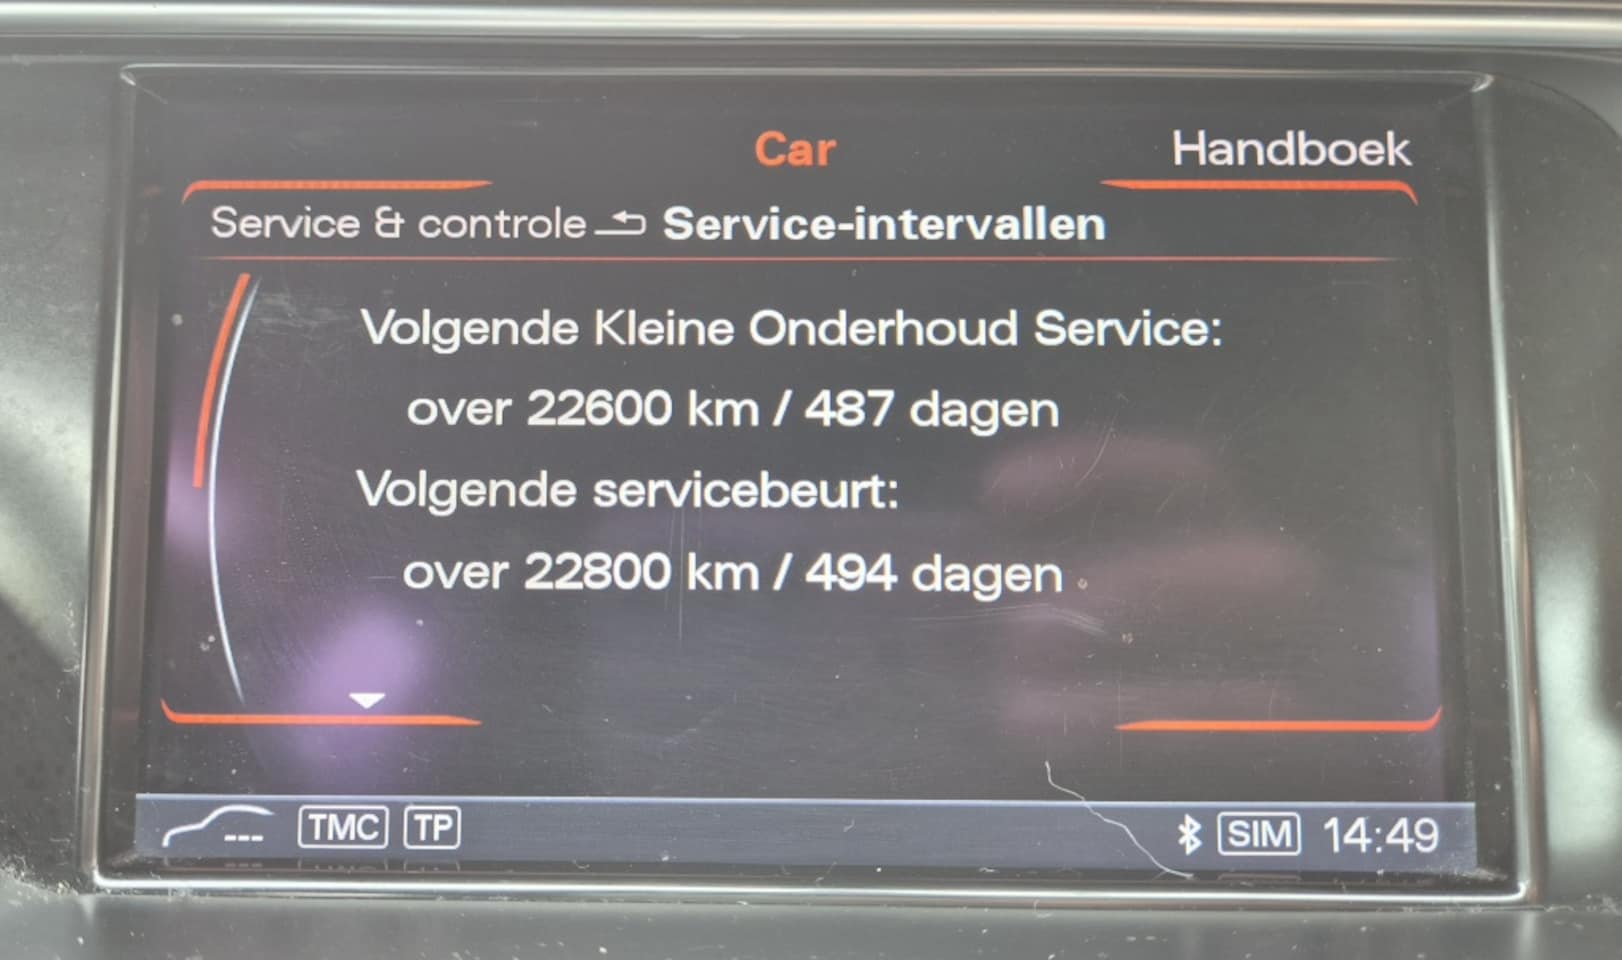 Car
Handboek
Service & controle Service-intervallen
Volgende Kleine Onderhoud Service:
over 22600 km / 487 dagen
Volgende servicebeurt:
over 22800 km / 494 dagen
--- TMC TP SIM 14:49